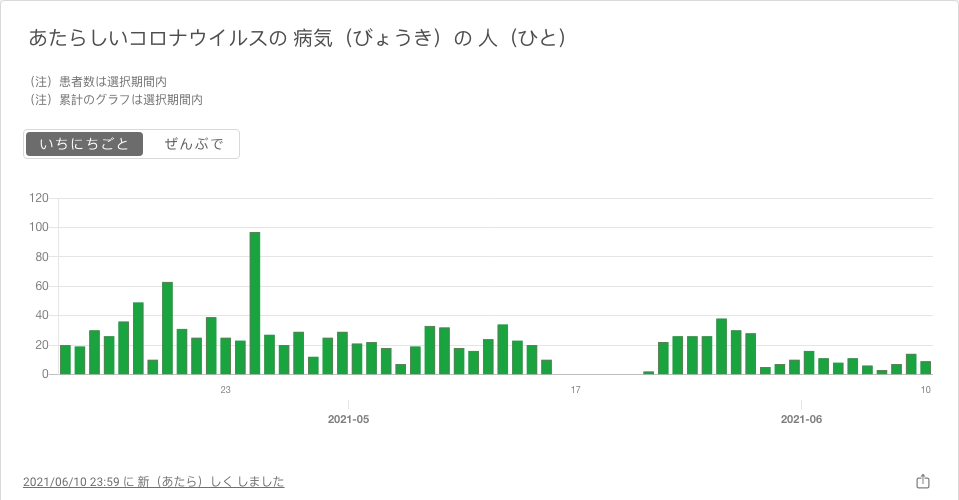 あたらしいコロナウイルスの 病気（びょうき）の 人（ひと）
（注）患者数は選択期間内
（注）累計のグラフは選択期間内
いちにちごと ぜんぶで
120
100
80
60
40
20
0
23 17 10
2021-05 2021-06
2021/06/10 23:59 に 新（あたら）しく しました